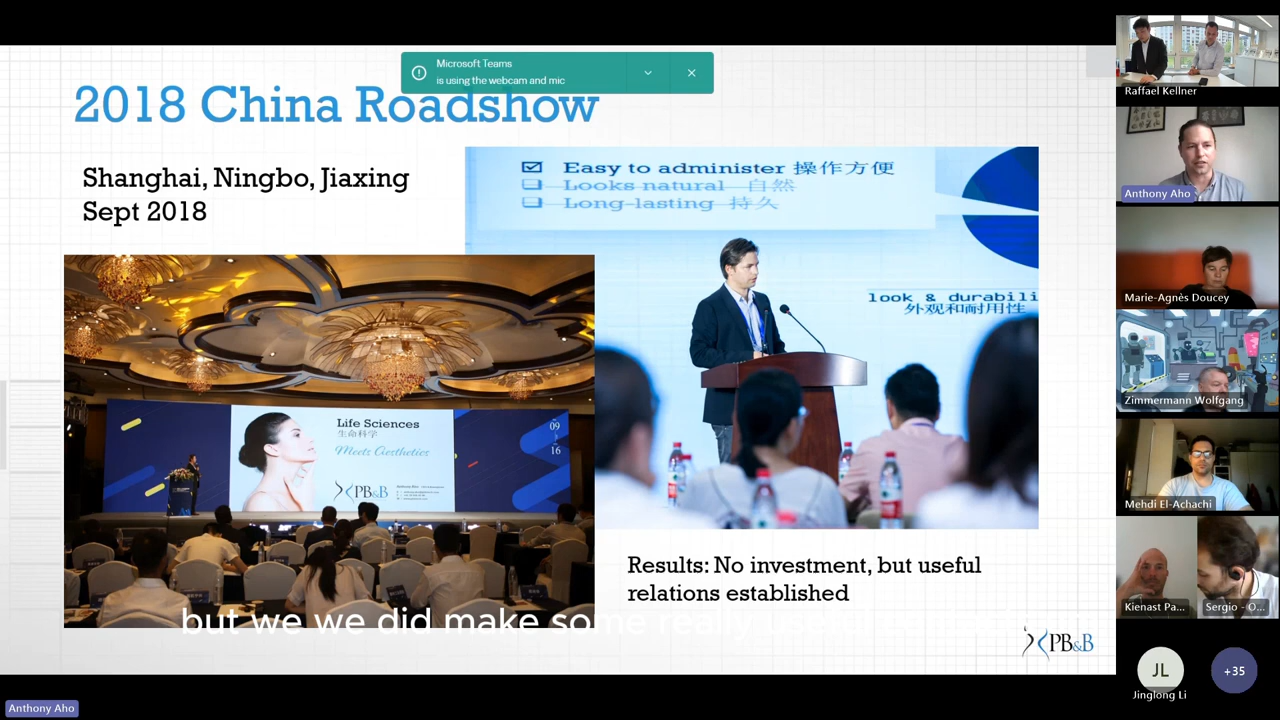 Microsoft Teams
is using the webcam and mic
2018 China Roadshow
Shanghai, Ningbo, Jiaxing
Sept 2018
Easy to administer 操作方便
Looks natural 自然
Long-lasting 持久
look & durabili
外观和耐用性
Life Sciences
生命科学
Meets Aesthetics
PB&B
09
16
Results: No investment, but useful
relations established
but we we did make some really
PB&B
Anthony Aho
Raffael Kellner
Anthony Aho
Marie-Agnès Doucey
Zimmermann Wolfgang
Mehdi El-Achachi
Kienast Pa...
Sergio - O...
JL
Jinglong Li
+35